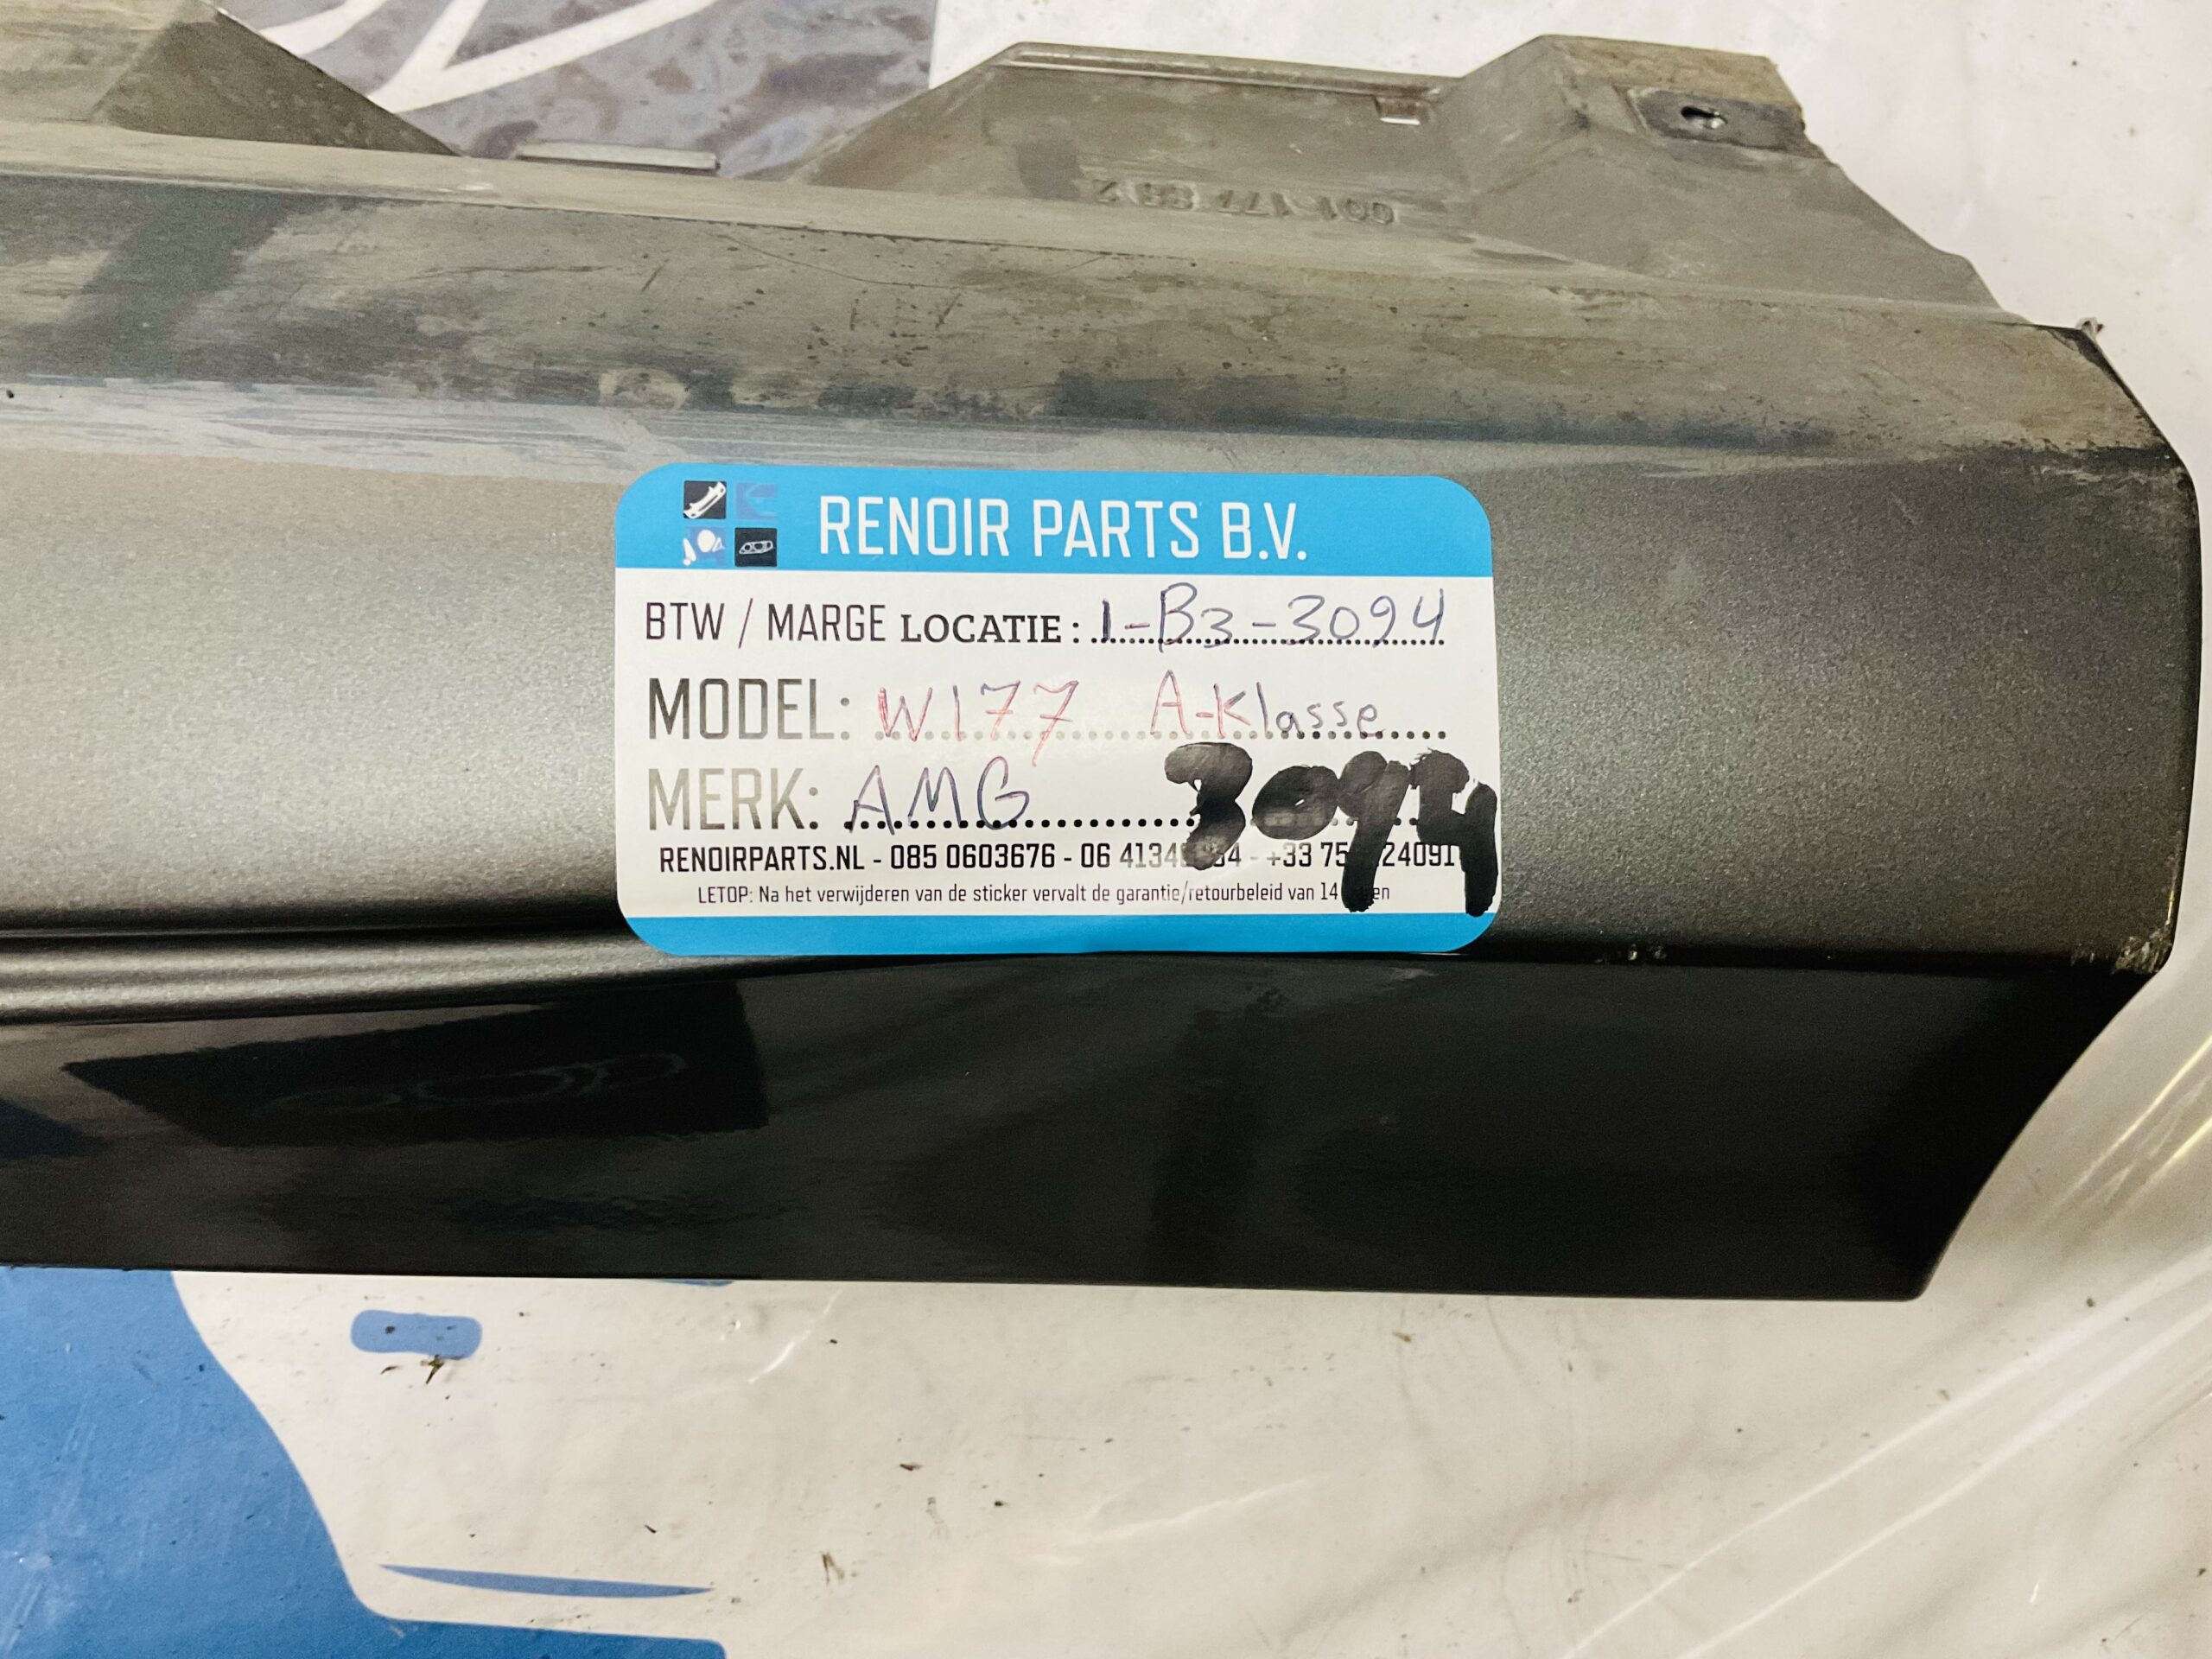 RENOIR PARTS B.V.
BTW / MARGE LOCATIE: 1-B3-3094
MODEL: W177 A-Klasse
MERK: AMG 3094
RENOIRPARTS.NL - 085 0603676 - 06 - +33
LETOP: Na het verwijderen van de sticker vervalt de garantie/retourbeleid van 14